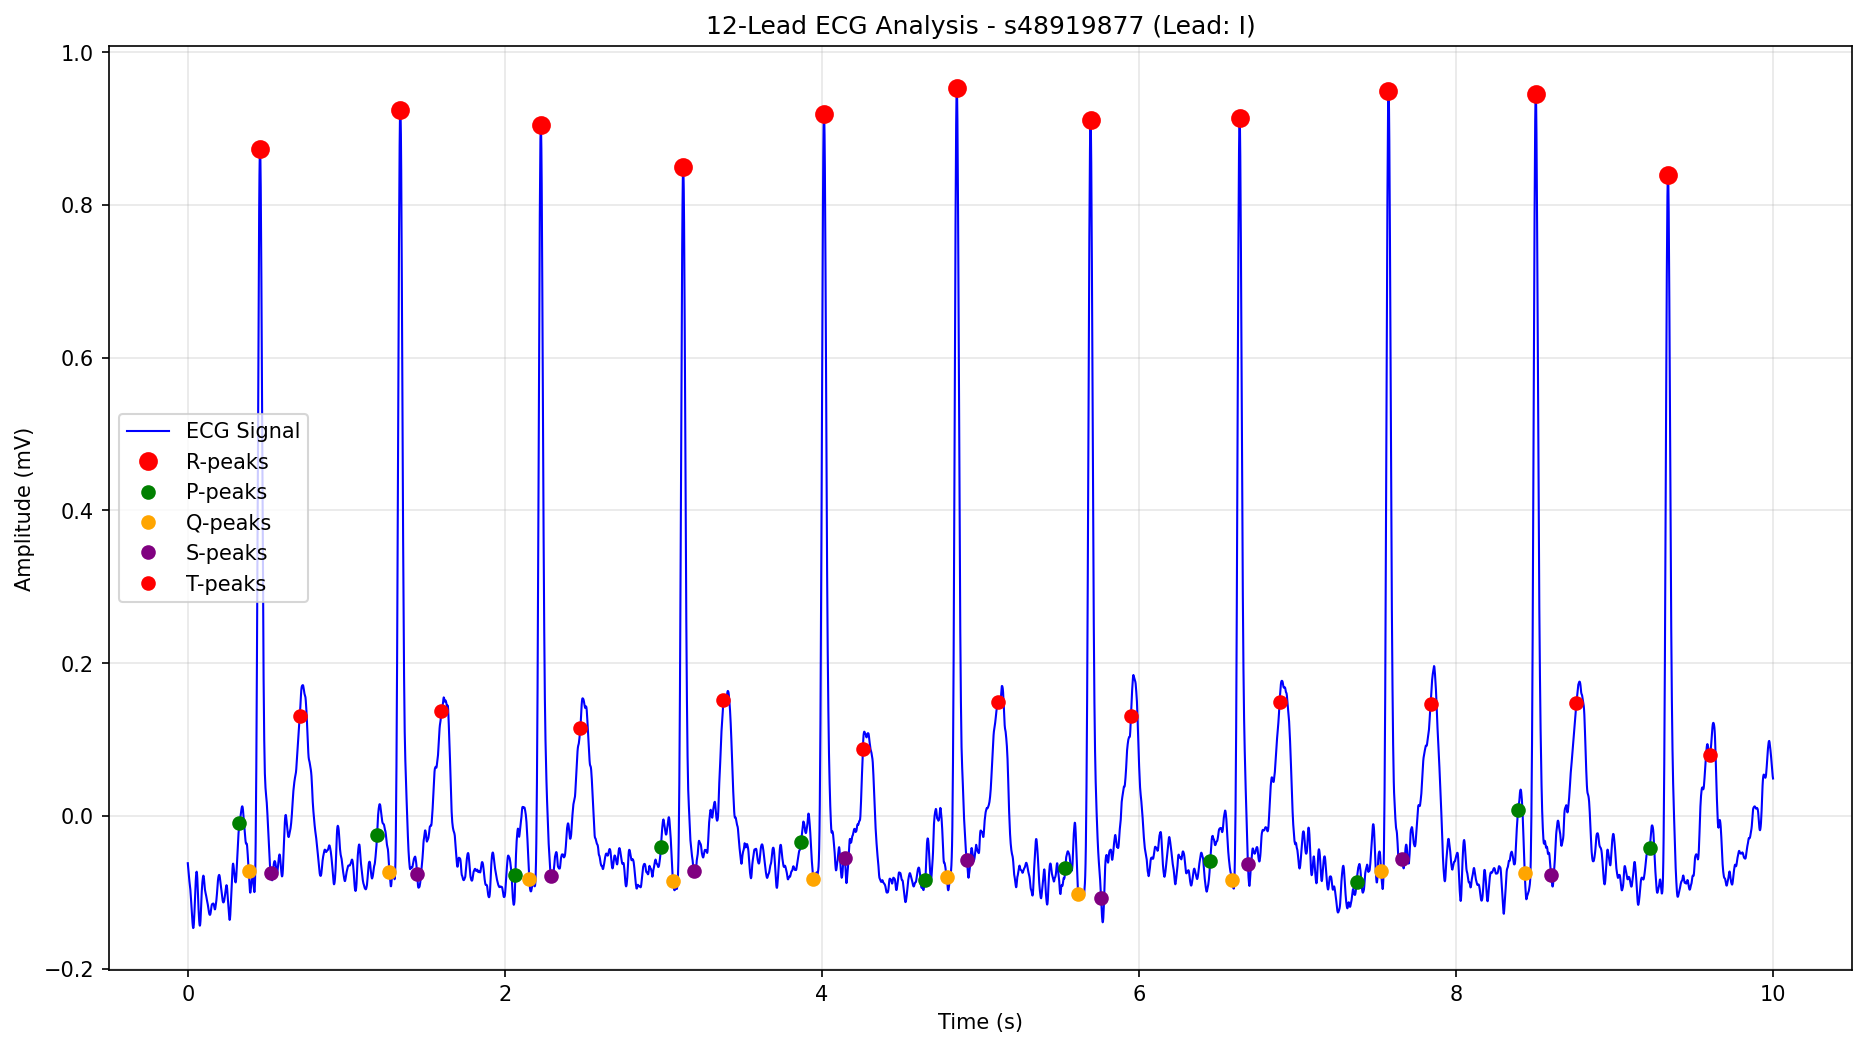 12-Lead ECG Analysis - s48919877 (Lead: I)
Amplitude (mV)
1.0
0.8
0.6
0.4
0.2
0.0
−0.2
ECG Signal
R-peaks
P-peaks
Q-peaks
S-peaks
T-peaks
0 2 4 6 8 10
Time (s)